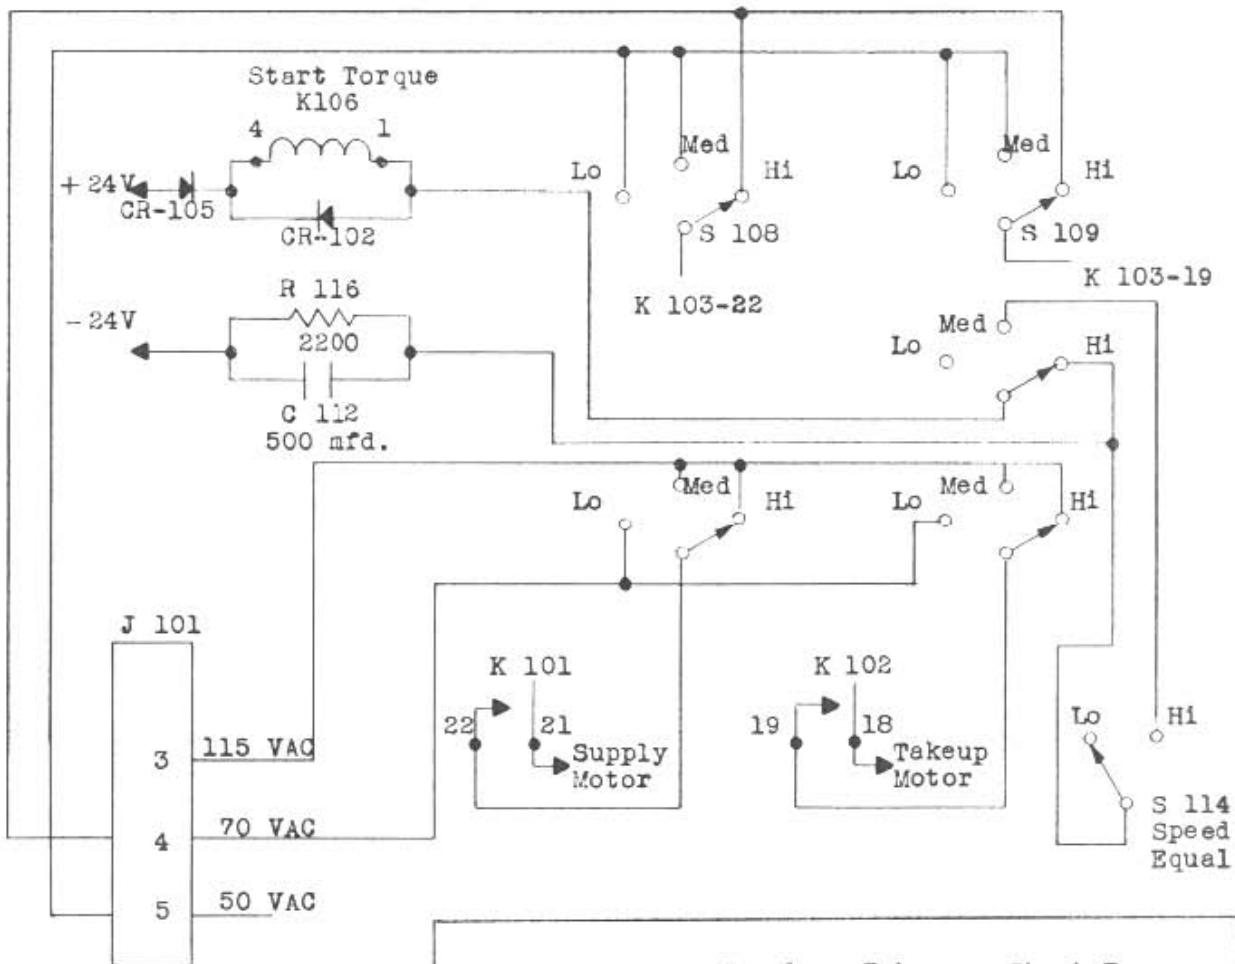 Start Torque
K106
4 1
+ 24V
CR-105
CR-102
Lo Med Hi
S 108
K 103-22
Lo Med Hi
S 109
K 103-19
R 116
2200
-24V
C 112
500 mfd.
Lo Med Hi
Lo Med Hi
Lo Med Hi
J 101
3 115 VAC
4 70 VAC
5 50 VAC
K 101
22 21
Supply
Motor
K 102
19 18
Takeup
Motor
Lo Hi
S 114
Speed
Equal